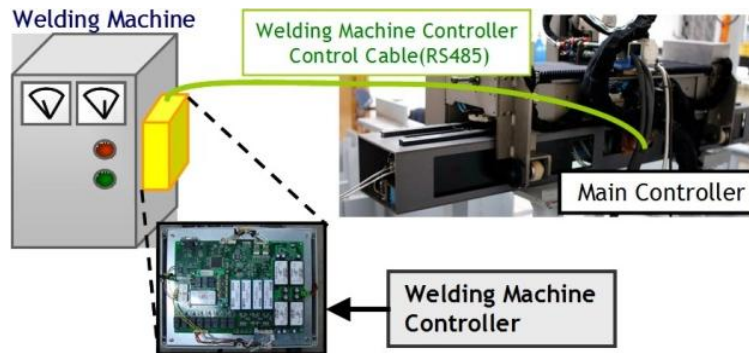 Welding Machine
Welding Machine Controller
Control Cable(RS485)
Main Controller
Welding Machine
Controller